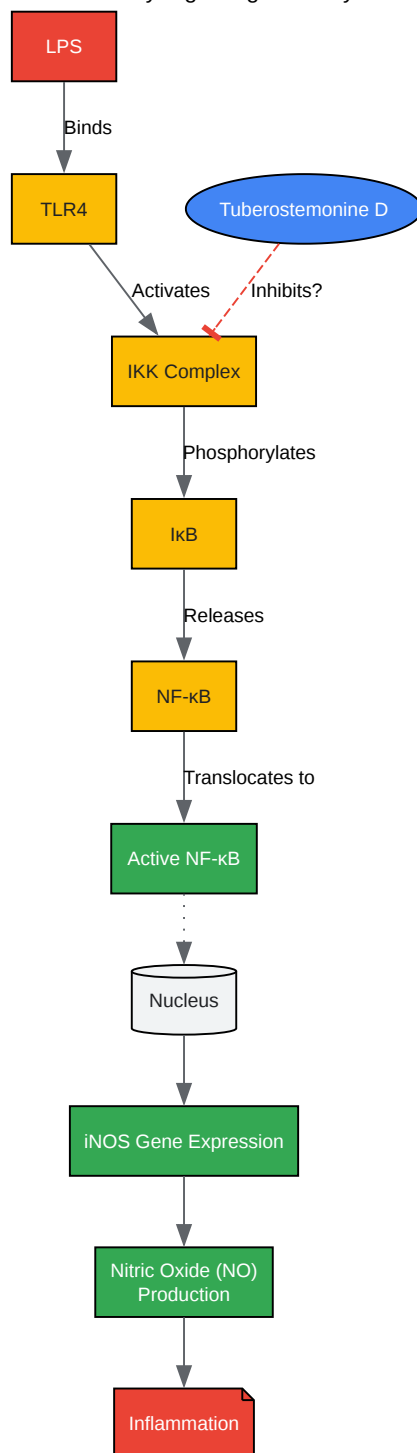 LPS
Binds
TLR4
Tuberostemonine D
Activates
Inhibits?
IKK Complex
Phosphorylates
IκB
Releases
NF-κB
Translocates to
Active NF-κB
Nucleus
iNOS Gene Expression
Nitric Oxide (NO)
Production
Inflammation